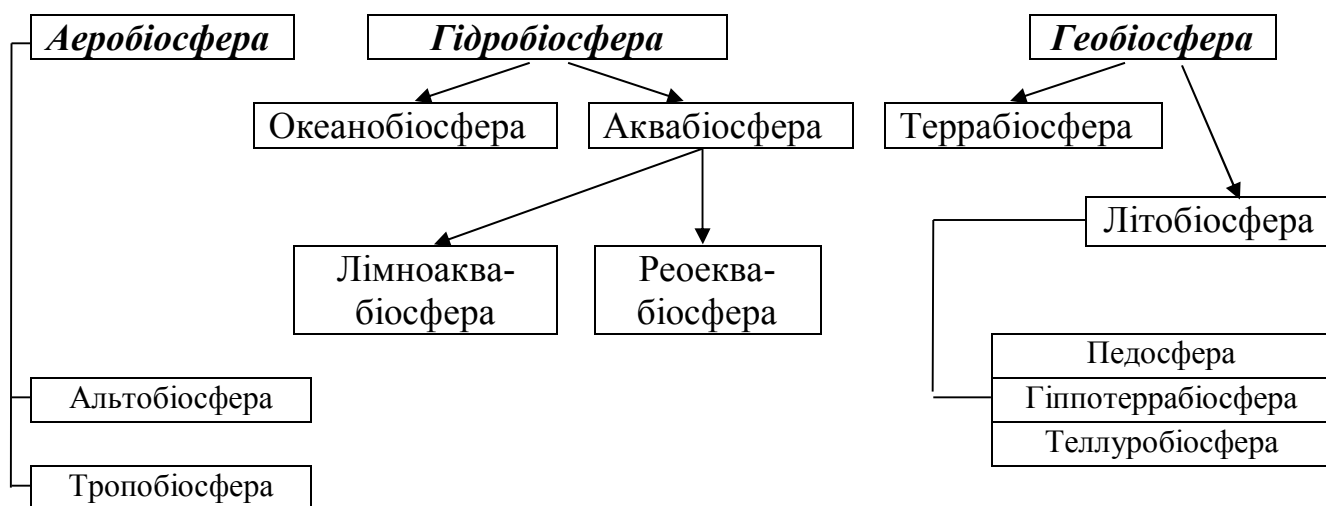 Аеробіосфера
Гідробіосфера
Геобіосфера
Океанобіосфера
Аквабіосфера
Террабіосфера
Літобіосфера
Лімноаква-
біосфера
Реоеква-
біосфера
Педосфера
Гіппотеррабіосфера
Теллуробіосфера
Альтобіосфера
Тропобіосфера